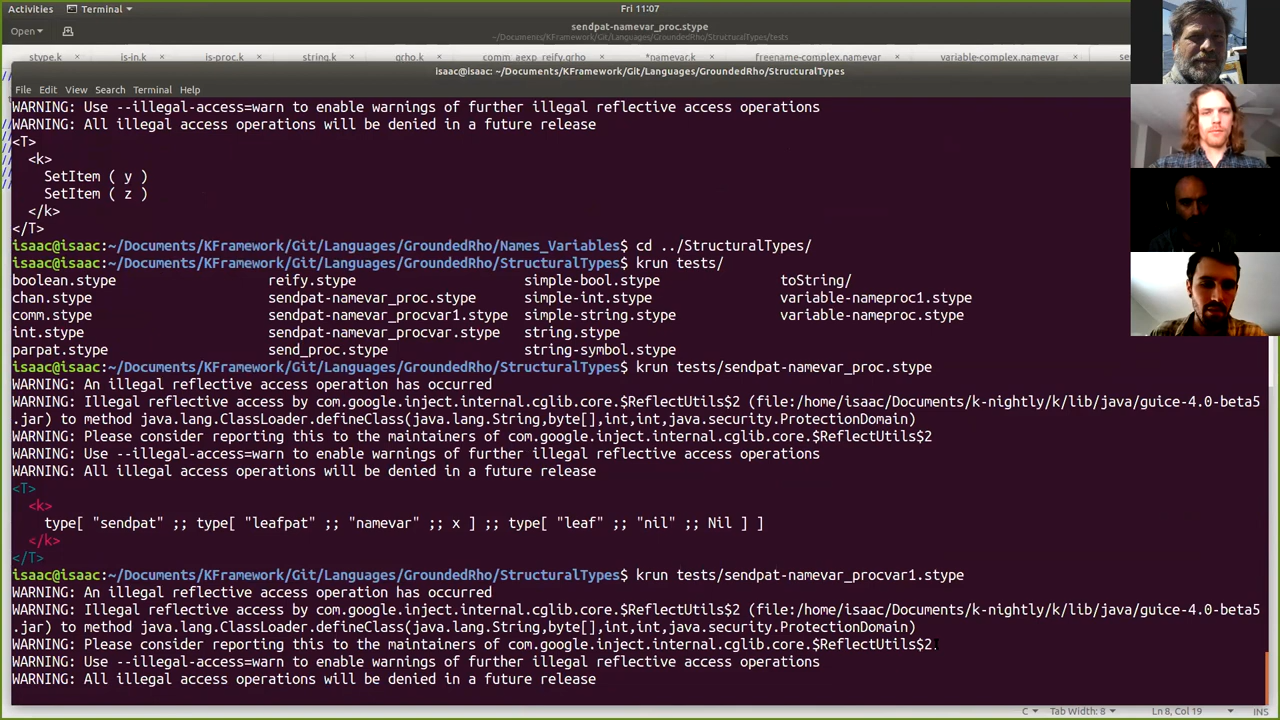 Activities Terminal Fri 11:07
Open sendpat-namevar_proc.stype
~/Documents/KFramework/Git/Languages/GroundedRho/StructuralTypes/tests
stype.k ls-in.k is-proc.k string.k grho.k comm_aexp_reify.grho *namevar.k freename-complex.namevar variable-complex.namevar
isaac@isaac: ~/Documents/KFramework/Git/Languages/GroundedRho/StructuralTypes
File Edit View Search Terminal Help
WARNING: Use --illegal-access=warn to enable warnings of further illegal reflective access operations
WARNING: All illegal access operations will be denied in a future release
<T>
<k>
SetItem ( y )
SetItem ( z )
</k>
</T>
isaac@isaac:~/Documents/KFramework/Git/Languages/GroundedRho/Names_Variables$ cd ../StructuralTypes/
isaac@isaac:~/Documents/KFramework/Git/Languages/GroundedRho/StructuralTypes$ krun tests/
boolean.stype reify.stype simple-bool.stype toString/
chan.stype sendpat-namevar_proc.stype simple-int.stype variable-nameproc1.stype
comm.stype sendpat-namevar_procvar1.stype simple-string.stype variable-nameproc.stype
int.stype sendpat-namevar_procvar.stype string.stype
parpat.stype send_proc.stype string-symbol.stype
isaac@isaac:~/Documents/KFramework/Git/Languages/GroundedRho/StructuralTypes$ krun tests/sendpat-namevar_proc.stype
WARNING: An illegal reflective access operation has occurred
WARNING: Illegal reflective access by com.google.inject.internal.cglib.core.$ReflectUtils$2 (file:/home/isaac/Documents/k-nightly/k/lib/java/guice-4.0-beta5
.jar) to method java.lang.ClassLoader.defineClass(java.lang.String,byte[],int,int,java.security.ProtectionDomain)
WARNING: Please consider reporting this to the maintainers of com.google.inject.internal.cglib.core.$ReflectUtils$2
WARNING: Use --illegal-access=warn to enable warnings of further illegal reflective access operations
WARNING: All illegal access operations will be denied in a future release
<T>
<k>
type[ "sendpat" ;; type[ "leafpat" ;; "namevar" ;; x ] ;; type[ "leaf" ;; "nil" ;; Nil ] ]
</k>
</T>
isaac@isaac:~/Documents/KFramework/Git/Languages/GroundedRho/StructuralTypes$ krun tests/sendpat-namevar_procvar1.stype
WARNING: An illegal reflective access operation has occurred
WARNING: Illegal reflective access by com.google.inject.internal.cglib.core.$ReflectUtils$2 (file:/home/isaac/Documents/k-nightly/k/lib/java/guice-4.0-beta5
.jar) to method java.lang.ClassLoader.defineClass(java.lang.String,byte[],int,int,java.security.ProtectionDomain)
WARNING: Please consider reporting this to the maintainers of com.google.inject.internal.cglib.core.$ReflectUtils$2
WARNING: Use --illegal-access=warn to enable warnings of further illegal reflective access operations
WARNING: All illegal access operations will be denied in a future release
C Tab Width: 8 Ln 8, Col 19 INS